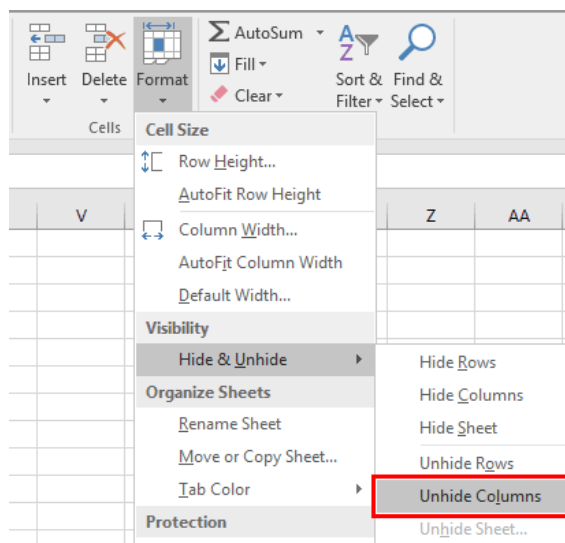 AutoSum
Fill
Clear
Insert Delete Format
Sort & Filter
Find & Select
Cells
V Z AA
Cell Size
Row Height...
AutoFit Row Height
Column Width...
AutoFit Column Width
Default Width...
Visibility
Hide & Unhide
Organize Sheets
Rename Sheet
Move or Copy Sheet...
Tab Color
Protection
Hide Rows
Hide Columns
Hide Sheet
Unhide Rows
Unhide Columns
Unhide Sheet...